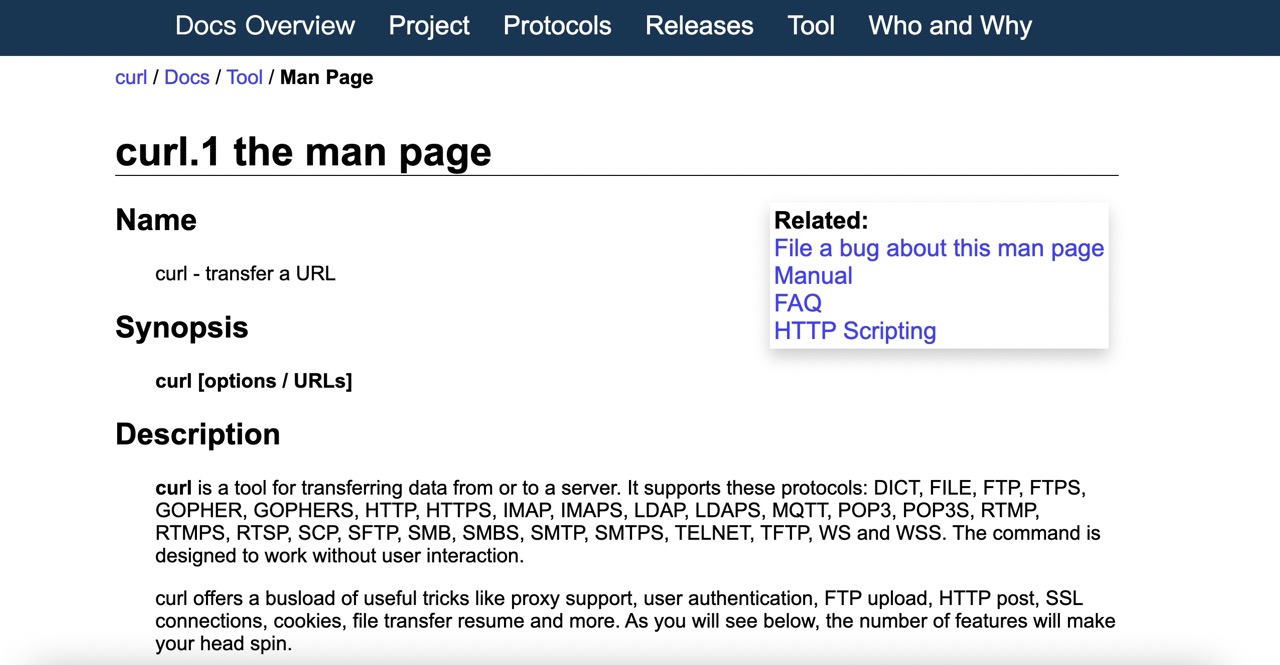 Docs Overview Project Protocols Releases Tool Who and Why
curl / Docs / Tool / Man Page
curl.1 the man page
Name
curl - transfer a URL
Related:
File a bug about this man page
Manual
FAQ
HTTP Scripting
Synopsis
curl [options / URLs]
Description
curl is a tool for transferring data from or to a server. It supports these protocols: DICT, FILE, FTP, FTPS,
GOPHER, GOPHERS, HTTP, HTTPS, IMAP, IMAPS, LDAP, LDAPS, MQTT, POP3, POP3S, RTMP,
RTMPS, RTSP, SCP, SFTP, SMB, SMBS, SMTP, SMTPS, TELNET, TFTP, WS and WSS. The command is
designed to work without user interaction.
curl offers a busload of useful tricks like proxy support, user authentication, FTP upload, HTTP post, SSL
connections, cookies, file transfer resume and more. As you will see below, the number of features will make
your head spin.